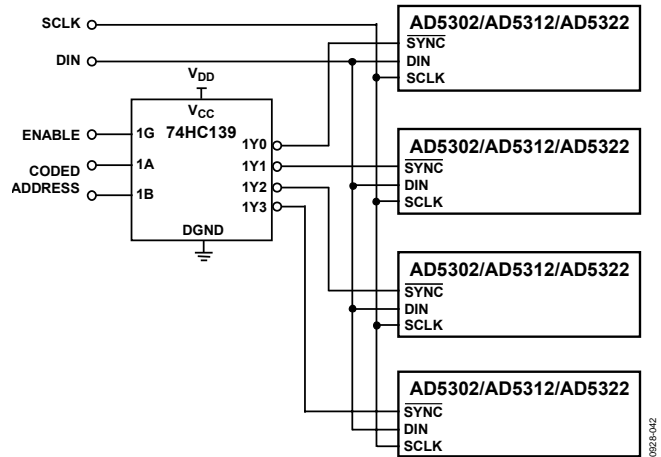 SCLK
DIN
VDD
VCC
74HC139
ENABLE
1G
CODED
ADDRESS
1A
1B
1Y0
1Y1
1Y2
1Y3
DGND
AD5302/AD5312/AD5322
SYNC
DIN
SCLK
AD5302/AD5312/AD5322
SYNC
DIN
SCLK
AD5302/AD5312/AD5322
SYNC
DIN
SCLK
AD5302/AD5312/AD5322
SYNC
DIN
SCLK
0928-042